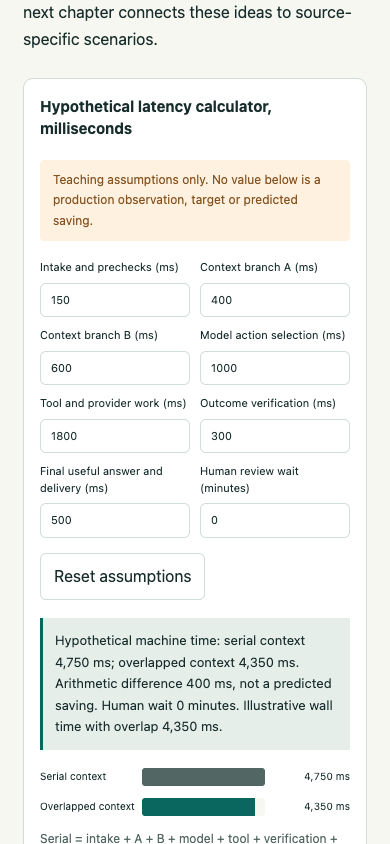 next chapter connects these ideas to source-
specific scenarios.
Hypothetical latency calculator,
milliseconds
Teaching assumptions only. No value below is a
production observation, target or predicted
saving.
Intake and prechecks (ms)
150
Context branch A (ms)
400
Context branch B (ms)
600
Model action selection (ms)
1000
Tool and provider work (ms)
1800
Outcome verification (ms)
300
Final useful answer and
delivery (ms)
500
Human review wait
(minutes)
0
Reset assumptions
Hypothetical machine time: serial context
4,750 ms; overlapped context 4,350 ms.
Arithmetic difference 400 ms, not a predicted
saving. Human wait 0 minutes. Illustrative wall
time with overlap 4,350 ms.
Serial context 4,750 ms
Overlapped context 4,350 ms
Serial = intake + A + B + model + tool + verification +